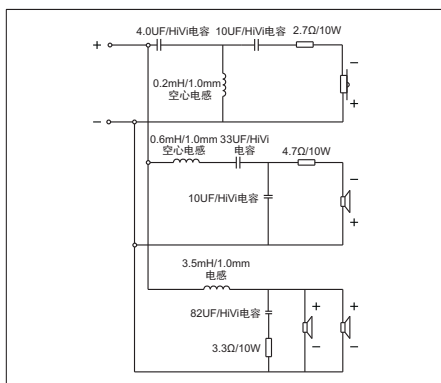 4.0UF/HiVi电容 10UF/HiVi电容 2.7Ω/10W
+
−
0.2mH/1.0mm
空心电感
+
−
0.6mH/1.0mm 33UF/HiVi
空心电感 电容
4.7Ω/10W
−
10UF/HiVi电容
+
3.5mH/1.0mm
电感
+ +
82UF/HiVi电容
− −
3.3Ω/10W